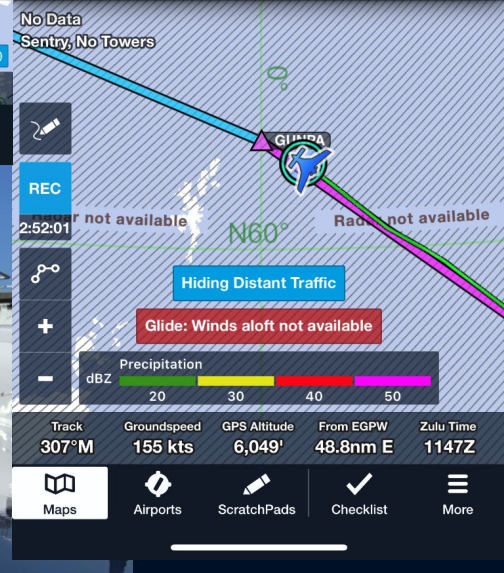 No Data
Sentry, No Towers
0°
GUNPA
REC
2:52:01
Radar not available
Radar not available
N60°
Hiding Distant Traffic
Glide: Winds aloft not available
+
−
Precipitation
dBZ
20 30 40 50
Track Groundspeed GPS Altitude From EGPW Zulu Time
307°M 155 kts 6,049' 48.8nm E 1147Z
Maps Airports ScratchPads Checklist More